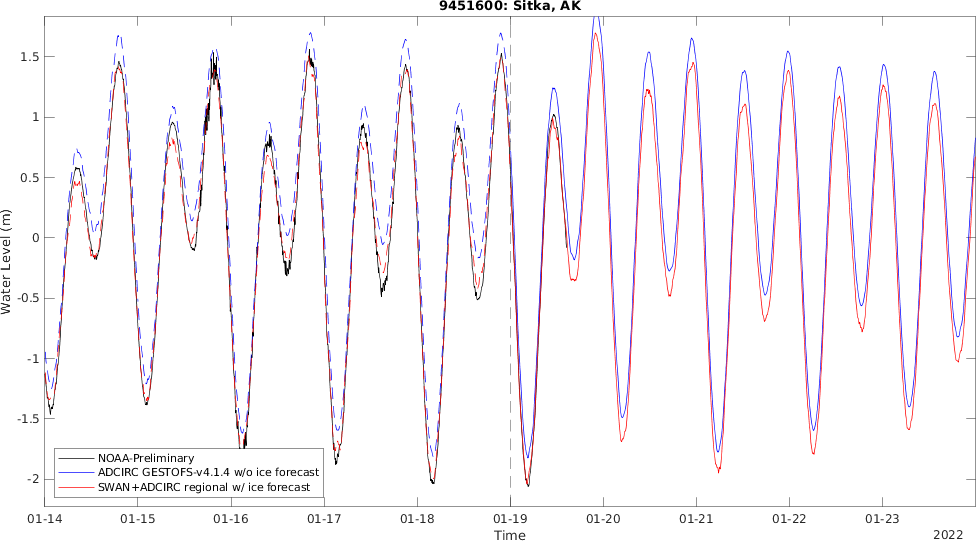 9451600: Sitka, AK
1.5
1
0.5
0
-0.5
-1
-1.5
-2
Water Level (m)
NOAA-Preliminary
ADCIRC GESTOFS-v4.1.4 w/o ice forecast
SWAN+ADCIRC regional w/ ice forecast
01-14 01-15 01-16 01-17 01-18 01-19 01-20 01-21 01-22 01-23
Time
2022